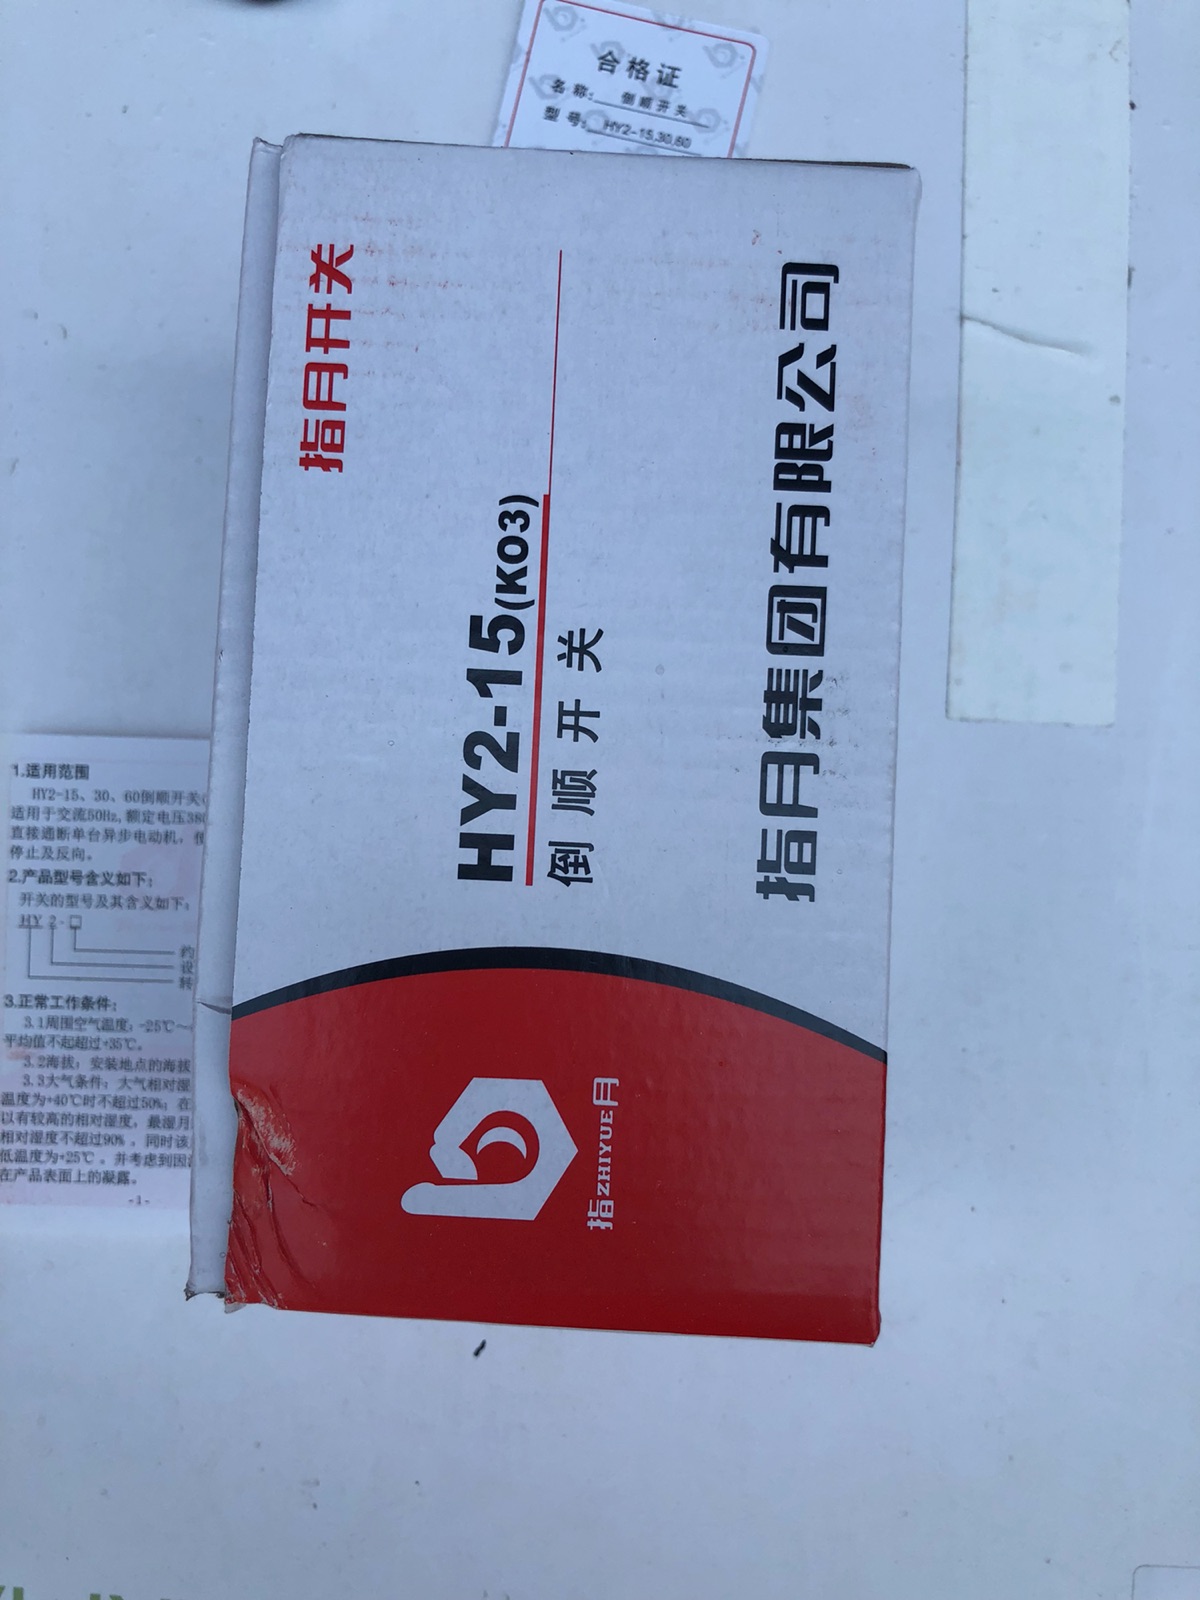 合格证
名 称: 倒顺开关
型 号: HY2-15,30,60
指月开关
HY2-15(KO3)
倒顺开关
指月集团有限公司
指ZHIYUE月
1.适用范围
HY2-15、30、60倒顺开关(
适用于交流50Hz,额定电压38
直接通断单台异步电动机，
停止及反向。
2.产品型号含义如下:
开关的型号及其含义如下:
HY 2-□
约
设
转
3.正常工作条件:
3.1周围空气温度: -25℃~
平均值不起超过+35℃。
3.2海拔: 安装地点的海拔
3.3大气条件: 大气相对湿
温度为+40℃时不超过50%; 在
以有较高的相对湿度，最湿月
相对湿度不超过90% ，同时该
低温度为+25℃ ，并考虑到因
在产品表面上的凝露。
-1-